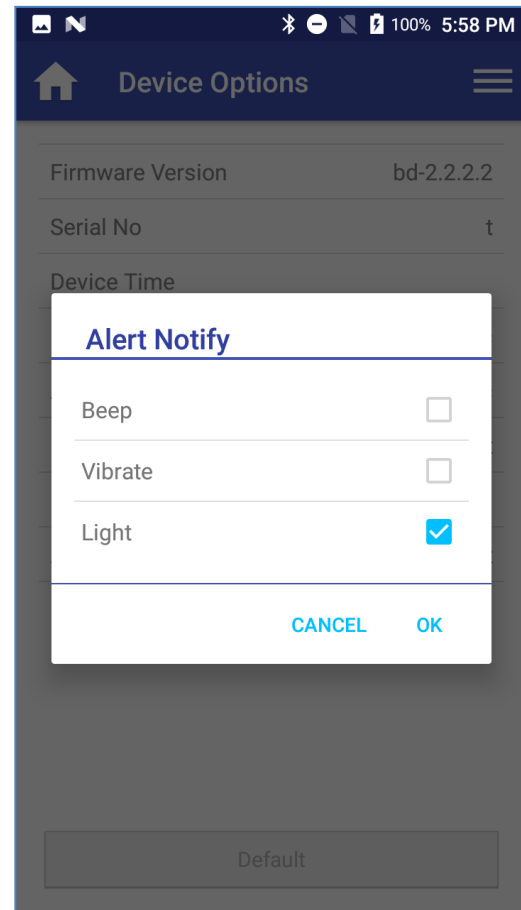 100% 5:58 PM
Device Options
Firmware Version bd-2.2.2.2
Serial No t
Device Time
Alert Notify
Beep
Vibrate
Light
CANCEL OK
Default